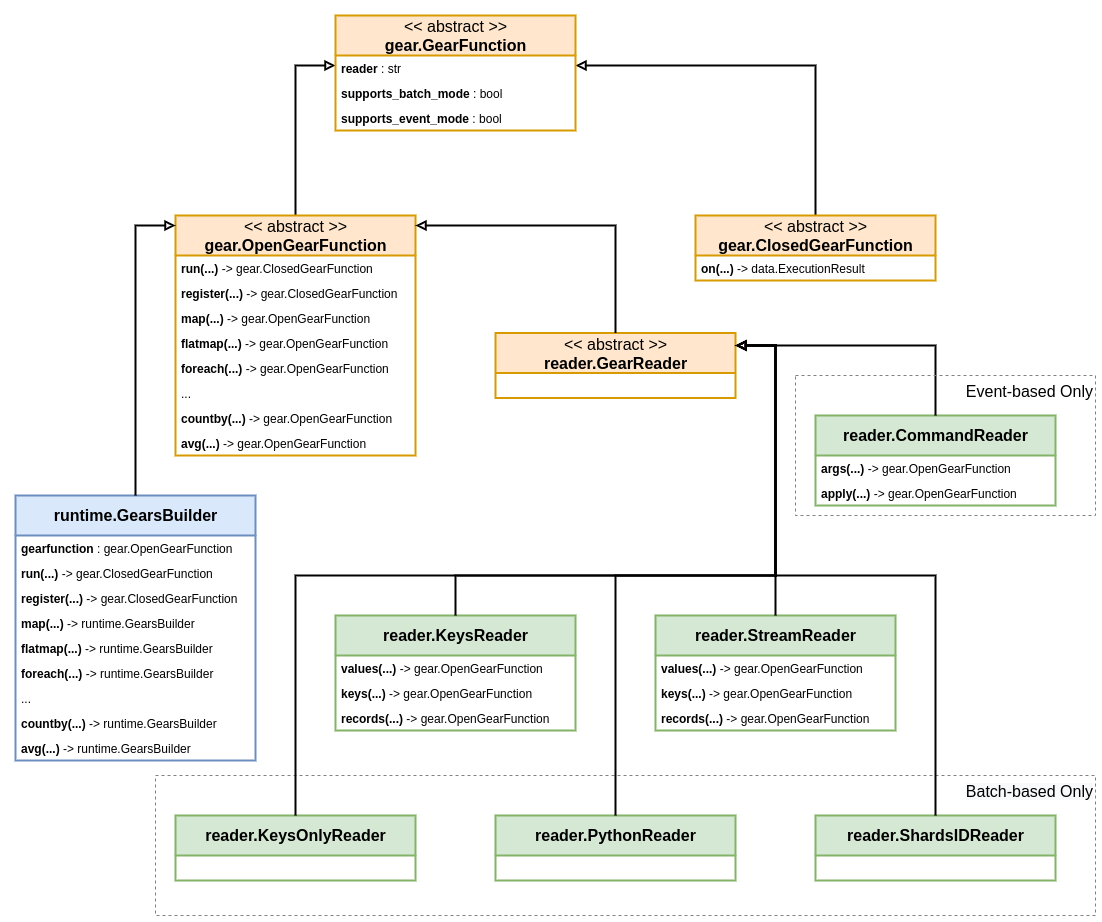 << abstract >>
gear.GearFunction
reader : str
supports_batch_mode : bool
supports_event_mode : bool
<< abstract >>
gear.OpenGearFunction
run(...) -> gear.ClosedGearFunction
register(...) -> gear.ClosedGearFunction
map(...) -> gear.OpenGearFunction
flatmap(...) -> gear.OpenGearFunction
foreach(...) -> gear.OpenGearFunction
...
countby(...) -> gear.OpenGearFunction
avg(...) -> gear.OpenGearFunction
<< abstract >>
gear.ClosedGearFunction
on(...) -> data.ExecutionResult
<< abstract >>
reader.GearReader
Event-based Only
reader.CommandReader
args(...) -> gear.OpenGearFunction
apply(...) -> gear.OpenGearFunction
runtime.GearsBuilder
gearfunction : gear.OpenGearFunction
run(...) -> gear.ClosedGearFunction
register(...) -> gear.ClosedGearFunction
map(...) -> runtime.GearsBuilder
flatmap(...) -> runtime.GearsBuilder
foreach(...) -> runtime.GearsBuilder
...
countby(...) -> runtime.GearsBuilder
avg(...) -> runtime.GearsBuilder
reader.KeysReader
values(...) -> gear.OpenGearFunction
keys(...) -> gear.OpenGearFunction
records(...) -> gear.OpenGearFunction
reader.StreamReader
values(...) -> gear.OpenGearFunction
keys(...) -> gear.OpenGearFunction
records(...) -> gear.OpenGearFunction
Batch-based Only
reader.KeysOnlyReader
reader.PythonReader
reader.ShardsIDReader